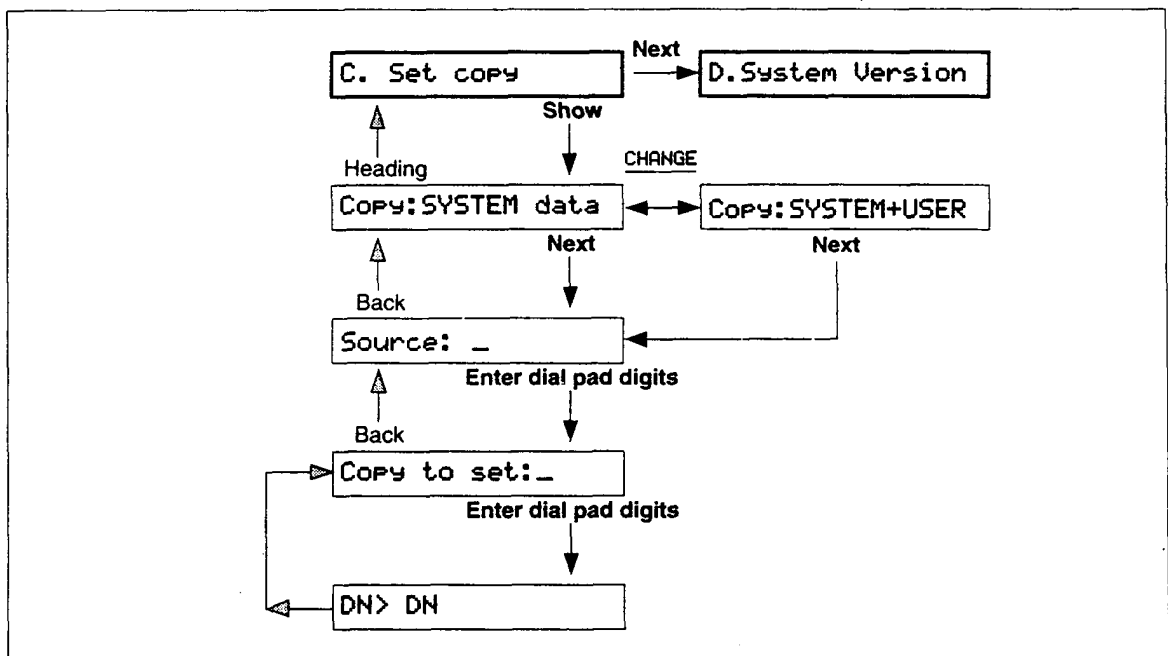 Next
C. Set copy
D.System Version
Show
Heading
CHANGE
Copy:SYSTEM data
Copy:SYSTEM+USER
Next
Next
Back
Source: _
Enter dial pad digits
Back
Copy to set:_
Enter dial pad digits
DN> DN